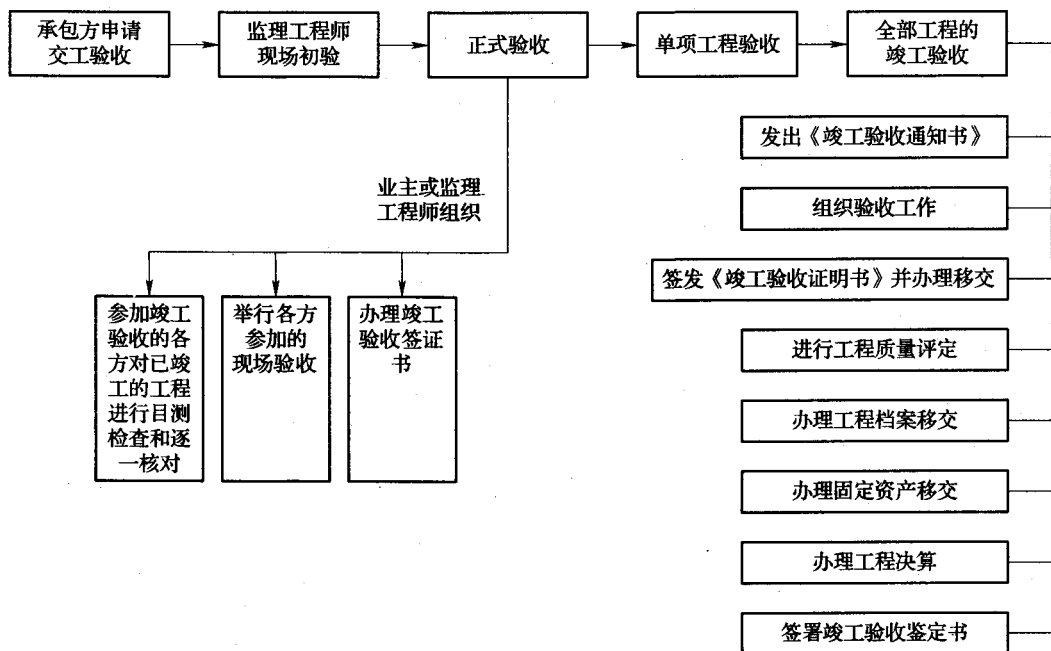 承包方申请
交工验收
监理工程师
现场初验
正式验收
单项工程验收
全部工程的
竣工验收
业主或监理
工程师组织
参加竣工
验收的各
方对已竣
工的工程
进行目测
检查和逐
一核对
举行各方
参加的
现场验收
办理竣工
验收签证
书
发出《竣工验收通知书》
组织验收工作
签发《竣工验收证明书》并办理移交
进行工程质量评定
办理工程档案移交
办理固定资产移交
办理工程决算
签署竣工验收鉴定书